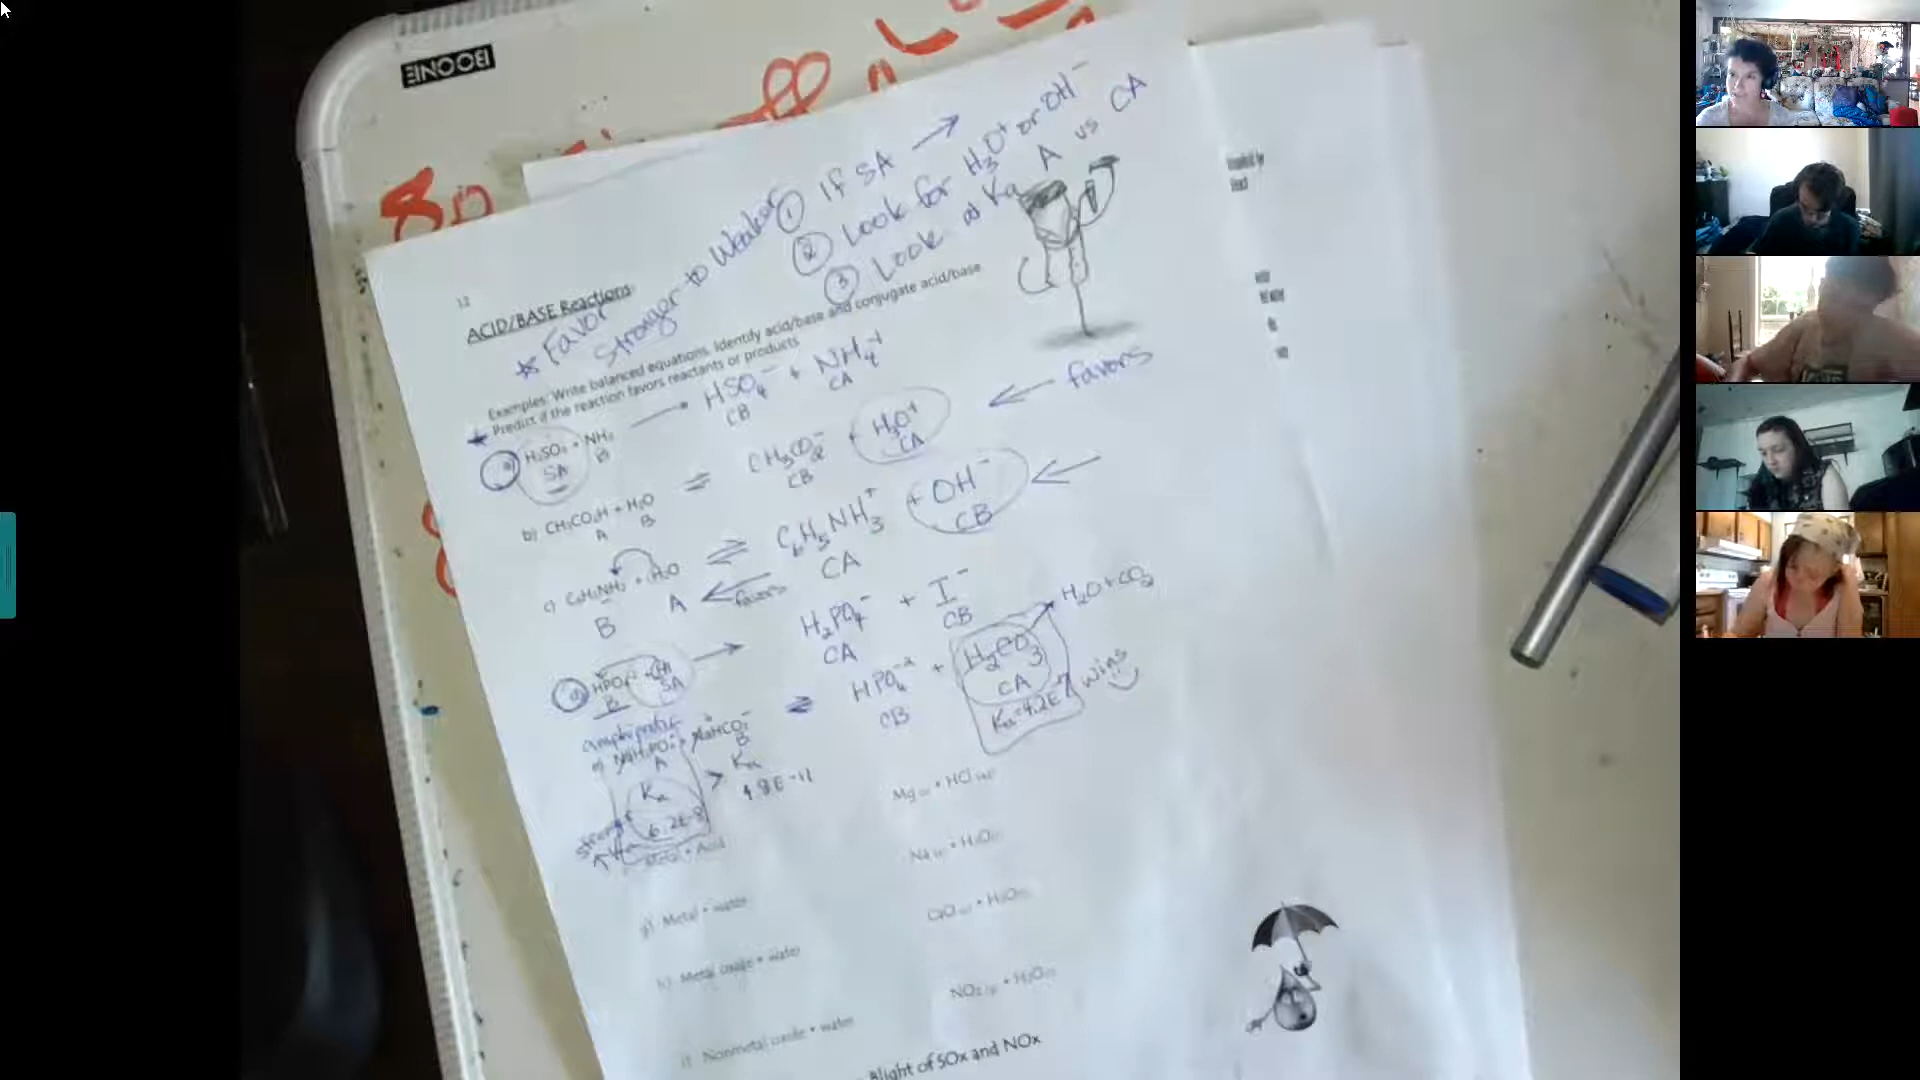 BOONE
① If SA →
② Look for H3O+ or OH-
③ Look at Ka A vs CA
12
ACID/BASE Reactions
* Favor
Stronger to Weaker
Examples: Write balanced equations. Identify acid/base and conjugate acid/base
Predict if the reaction favors reactants or products
a) H2SO4 + NH3 → HSO4- + NH4+
SA B CB CA
b) CH3CO2H + H2O ⇌ CH3CO2- + H3O+ ← favors
A B CB CA
c) C6H5NH2 + H2O ⇌ C6H5NH3+ + OH- ←
B A CA CB
← favors
d) HPO4-2 + HI → H2PO4- + I-
B SA CA CB
amphiprotic
e) NaH2PO4 + NaHCO3 ⇌ HPO4-2 + H2CO3 → H2O + CO2
A B CB CA
Ka > Ka Ka = 4.2E-7 wins
6.2E-8 4.8E-11
Metal + Acid Mg + HCl
g) Metal + water Na + H2O
h) Metal oxide + water CaO + H2O
i) Nonmetal oxide + water NO2 + H2O
Blight of SOx and NOx